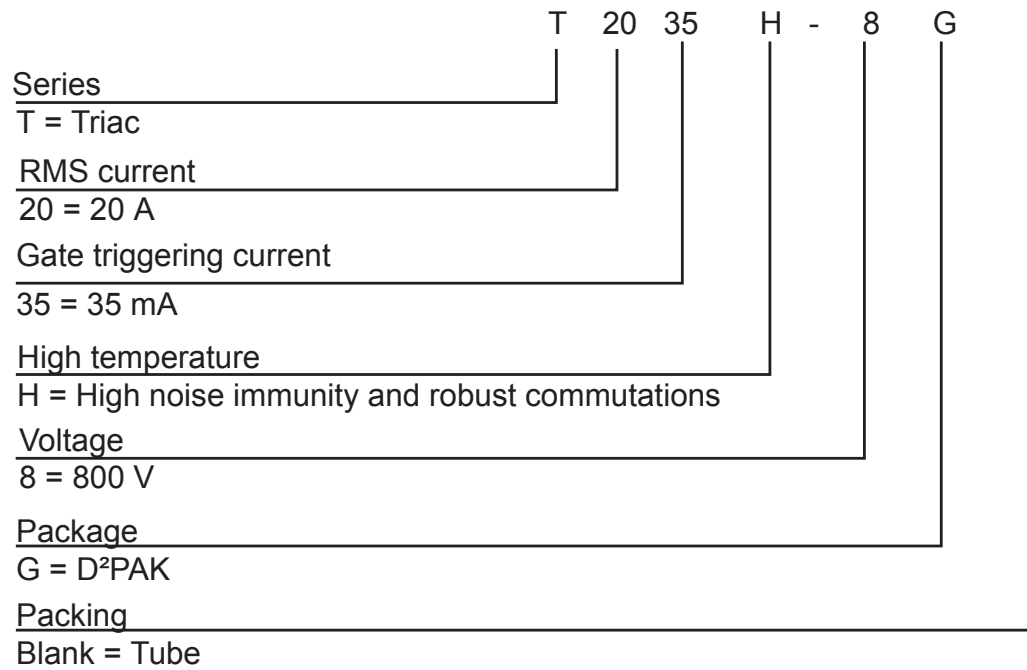 T 20 35 H - 8 G
Series
T = Triac
RMS current
20 = 20 A
Gate triggering current
35 = 35 mA
High temperature
H = High noise immunity and robust commutations
Voltage
8 = 800 V
Package
G = D²PAK
Packing
Blank = Tube